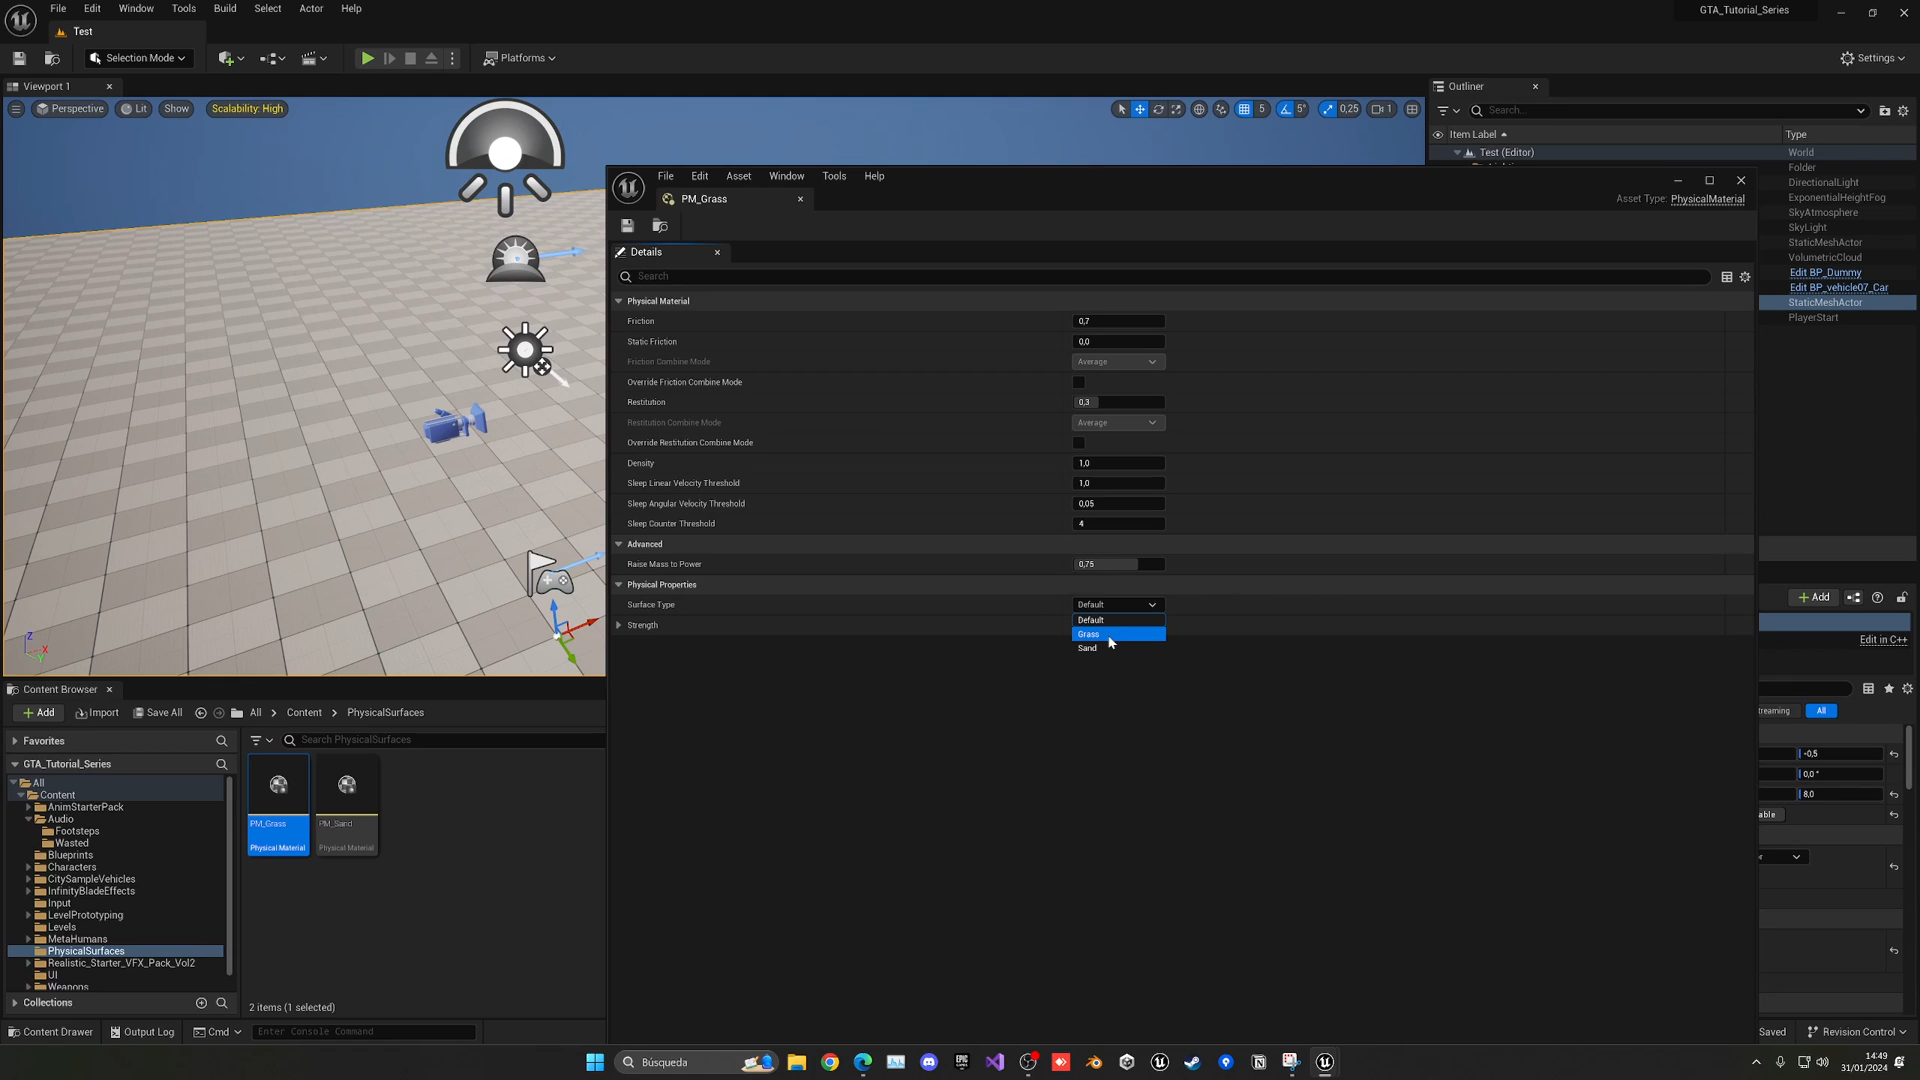 File Edit Window Tools Build Select Actor Help
GTA_Tutorial_Series
Test
Selection Mode
Platforms
Settings
Viewport 1
Outliner
Perspective Lit Show Scalability: High
5 5° 0,25 1
Search...
Item Label Type
Test (Editor) World
Folder
DirectionalLight
ExponentialHeightFog
SkyAtmosphere
SkyLight
StaticMeshActor
VolumetricCloud
Edit BP_Dummy
Edit BP_vehicle07_Car
StaticMeshActor
PlayerStart
File Edit Asset Window Tools Help
PM_Grass
Asset Type: PhysicalMaterial
Details
Search
Physical Material
Friction 0,7
Static Friction 0,0
Friction Combine Mode Average
Override Friction Combine Mode
Restitution 0,3
Restitution Combine Mode Average
Override Restitution Combine Mode
Density 1,0
Sleep Linear Velocity Threshold 1,0
Sleep Angular Velocity Threshold 0,05
Sleep Counter Threshold 4
Advanced
Raise Mass to Power 0,75
Physical Properties
Surface Type Default
Default
Strength
Grass
Sand
Add
Edit in C++
treaming All
-0,5
0,0 °
8,0
able
r
Z
X
Y
Content Browser
Add Import Save All All Content PhysicalSurfaces
Favorites
Search PhysicalSurfaces
GTA_Tutorial_Series
All
Content
AnimStarterPack
Audio
Footsteps
Wasted
Blueprints
Characters
CitySampleVehicles
InfinityBladeEffects
Input
LevelPrototyping
Levels
MetaHumans
PhysicalSurfaces
Realistic_Starter_VFX_Pack_Vol2
UI
Weapons
Collections
PM_Grass
Physical Material
PM_Sand
Physical Material
2 items (1 selected)
Content Drawer Output Log Cmd Enter Console Command
Saved Revision Control
Búsqueda
EPIC GAMES
14:49
31/01/2024